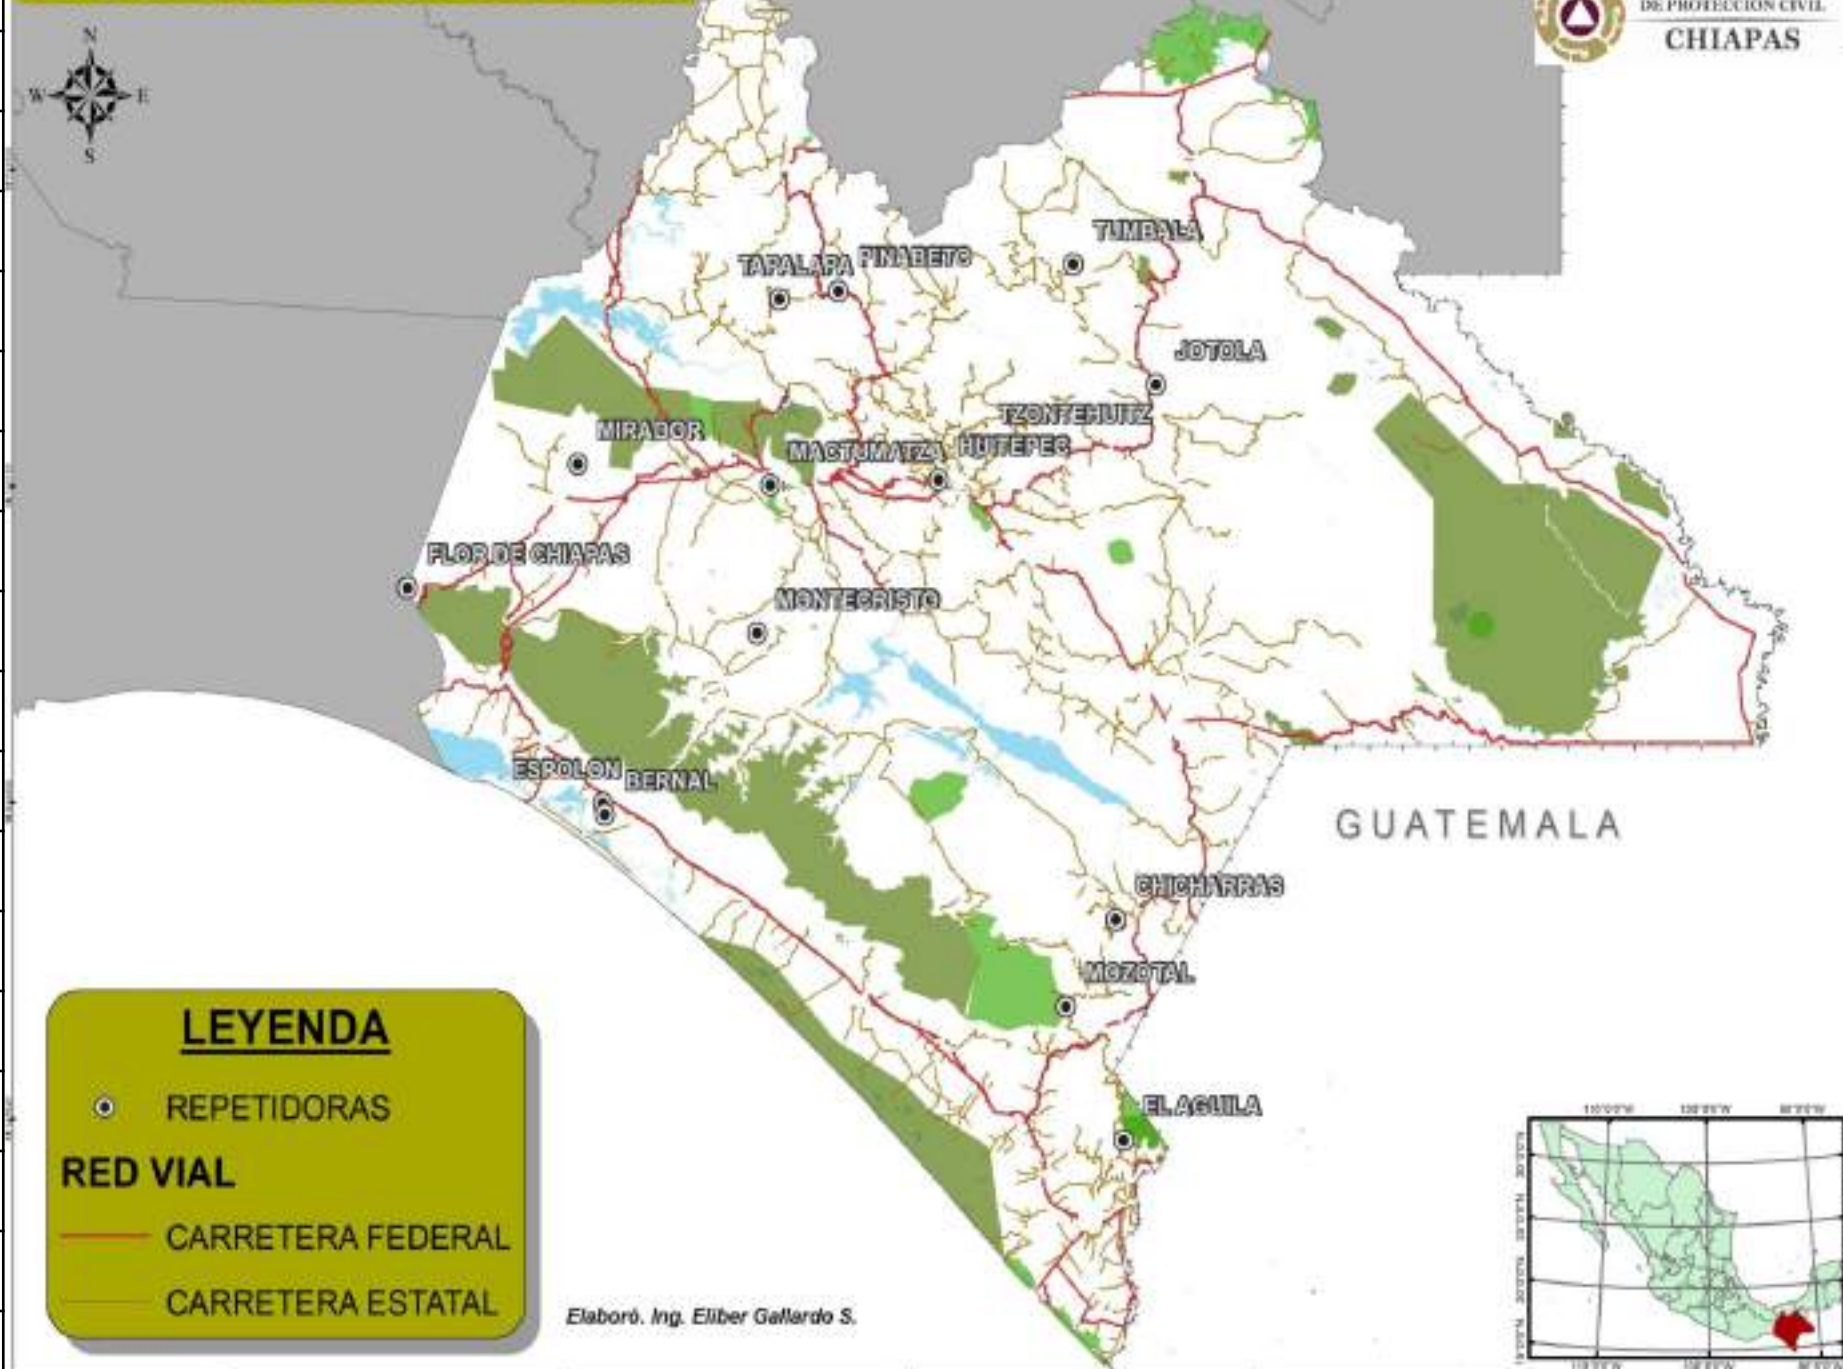 DE PROTECCIÓN CIVIL
CHIAPAS
N
W
E
S
TUMBALA
TAPALAPA
PINABETO
JOTOLA
TZONTEHUITZ
MIRADOR
MACTUMATZA
HUITEPEC
FLOR DE CHIAPAS
MONTECRISTO
ESPOLON
BERNAL
GUATEMALA
CHICHARRAS
MOZOTAL
EL AGUILA
LEYENDA
REPETIDORAS
RED VIAL
CARRETERA FEDERAL
CARRETERA ESTATAL
Elaboró. Ing. Eliber Gallardo S.